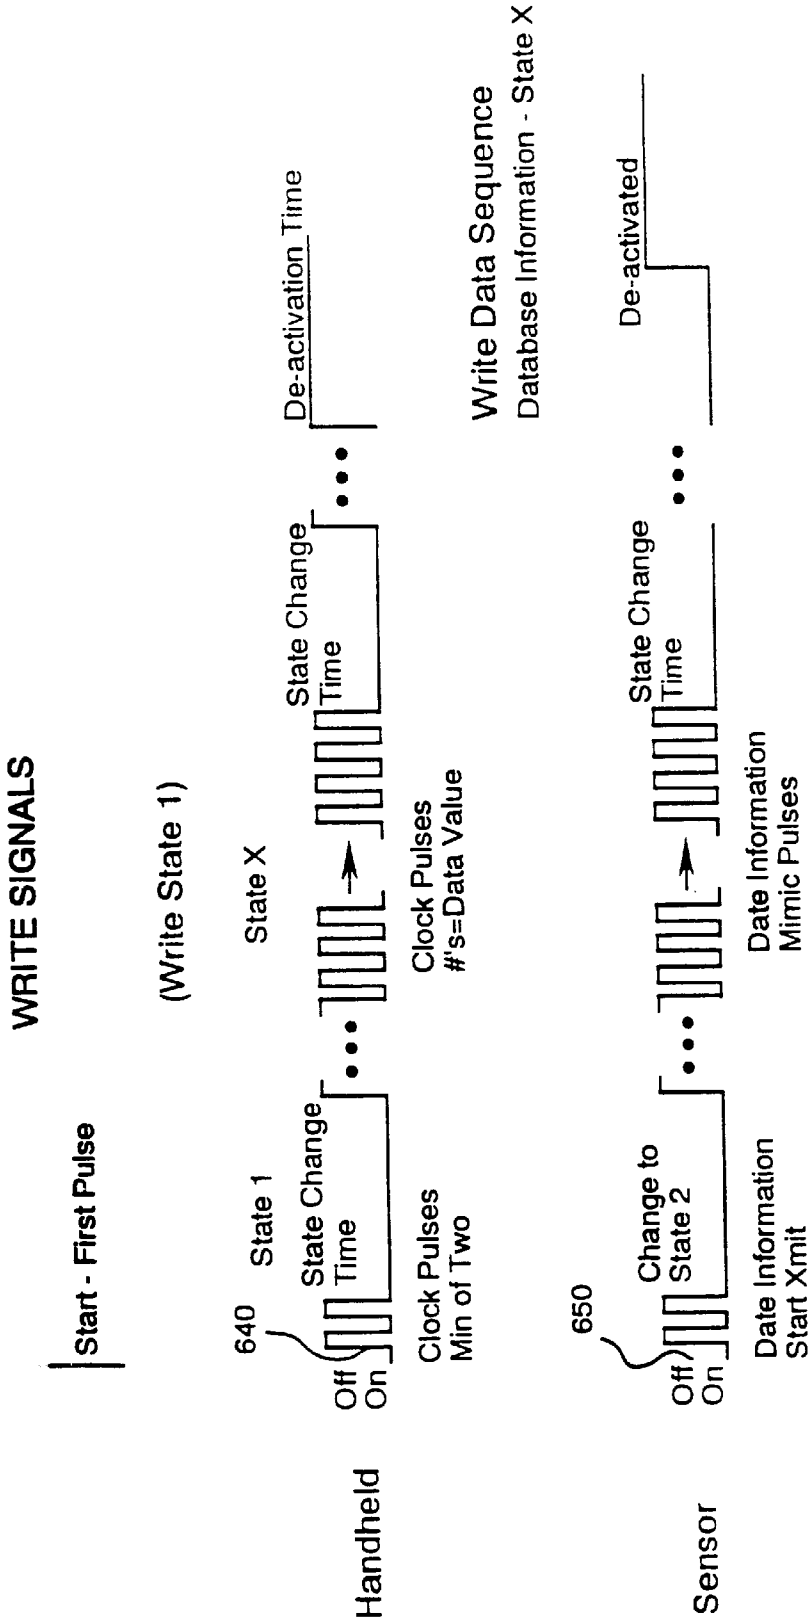 WRITE SIGNALS
Start - First Pulse
(Write State 1)
State 1
State X
640
Handheld
Off
On
State Change
Time
State Change
Time
De-activation Time
Clock Pulses
Min of Two
Clock Pulses
#'s=Data Value
Write Data Sequence
Database Information - State X
650
Sensor
Off
On
Change to
State 2
State Change
Time
De-activated
Date Information
Start Xmit
Date Information
Mimic Pulses